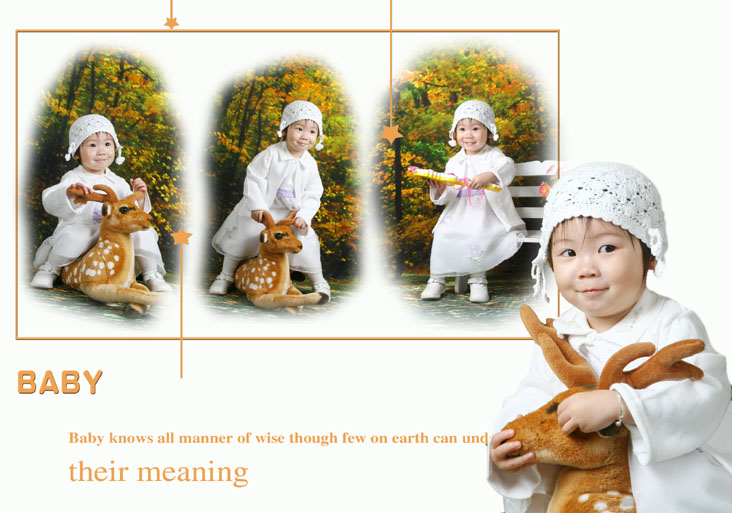 BABY
Baby knows all manner of wise though few on earth can und
their meaning